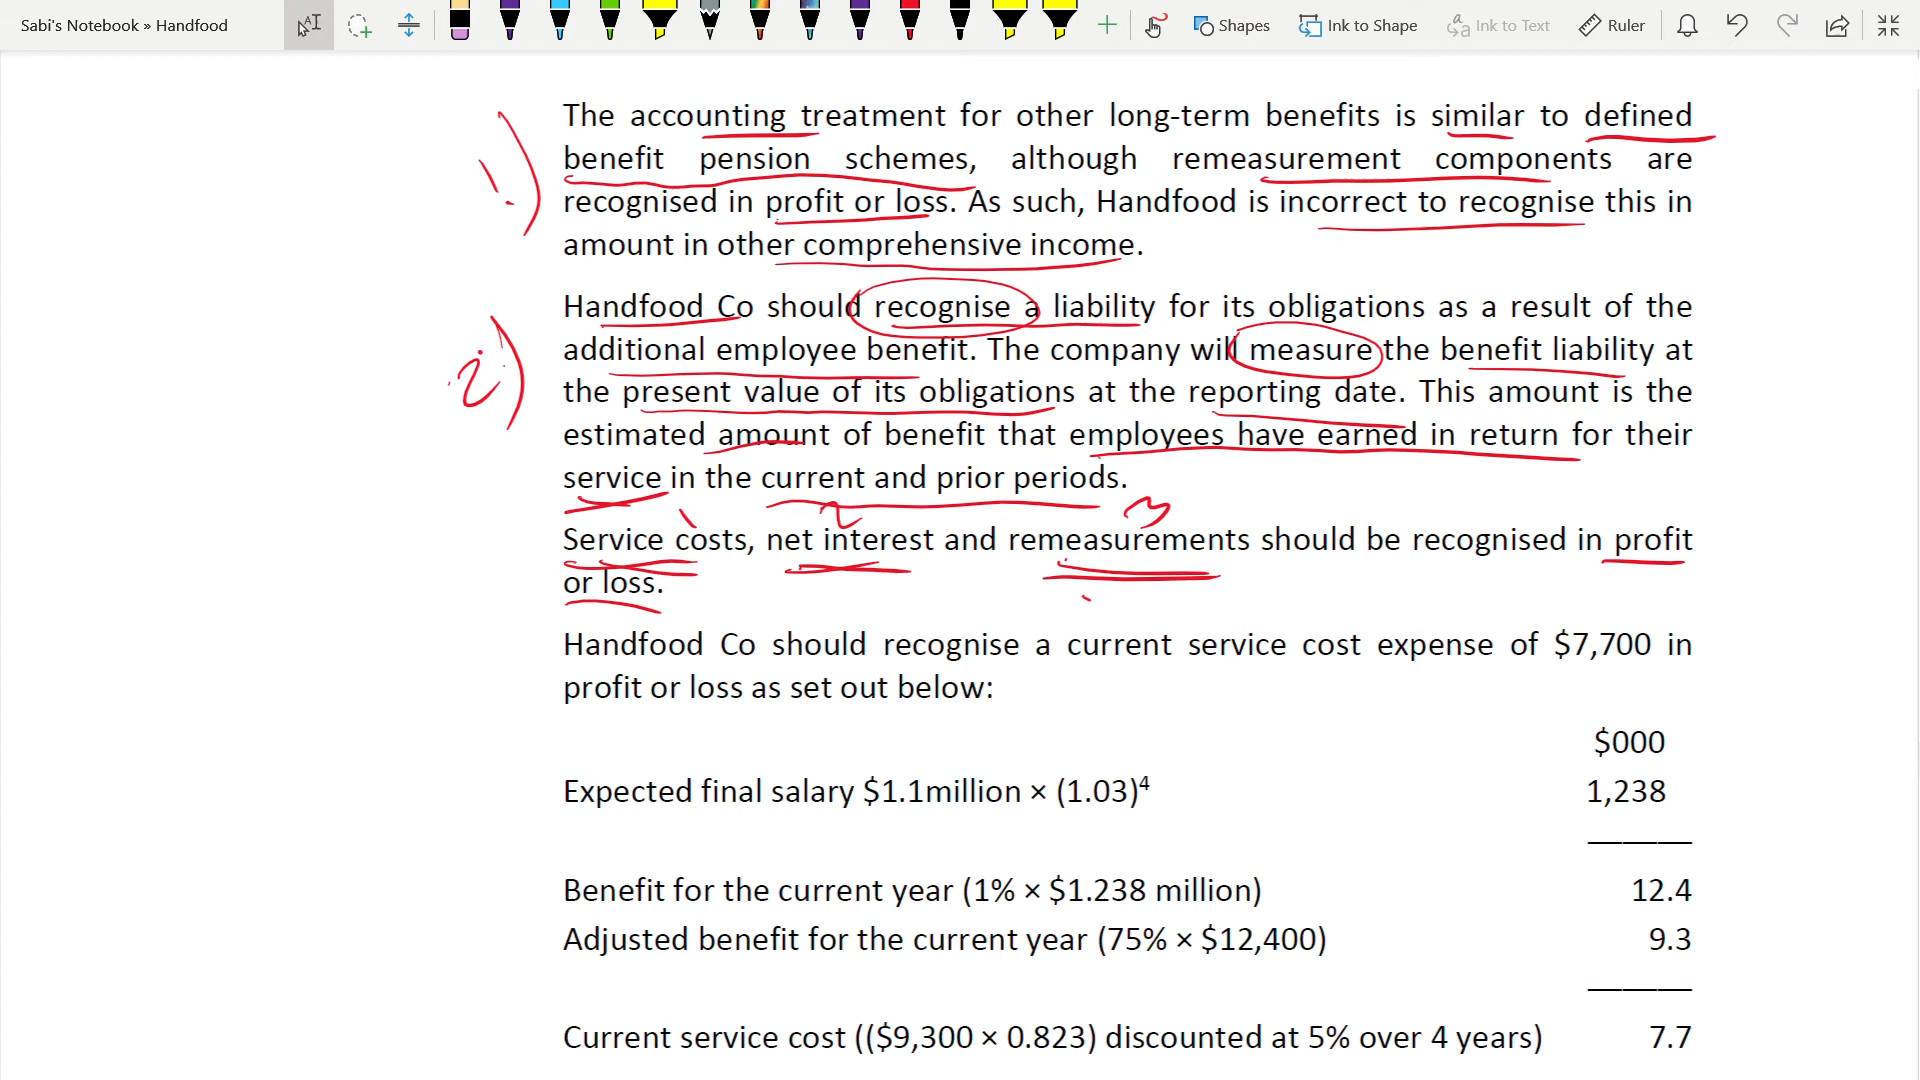 Sabi's Notebook » Handfood
Shapes
Ink to Shape
Ink to Text
Ruler
1)
The accounting treatment for other long-term benefits is similar to defined
benefit pension schemes, although remeasurement components are
recognised in profit or loss. As such, Handfood is incorrect to recognise this in
amount in other comprehensive income.
2)
Handfood Co should recognise a liability for its obligations as a result of the
additional employee benefit. The company will measure the benefit liability at
the present value of its obligations at the reporting date. This amount is the
estimated amount of benefit that employees have earned in return for their
service in the current and prior periods.
1 2 3
Service costs, net interest and remeasurements should be recognised in profit
or loss.
Handfood Co should recognise a current service cost expense of $7,700 in
profit or loss as set out below:
$000
Expected final salary $1.1million × (1.03)⁴ 1,238
Benefit for the current year (1% × $1.238 million) 12.4
Adjusted benefit for the current year (75% × $12,400) 9.3
Current service cost (($9,300 × 0.823) discounted at 5% over 4 years) 7.7